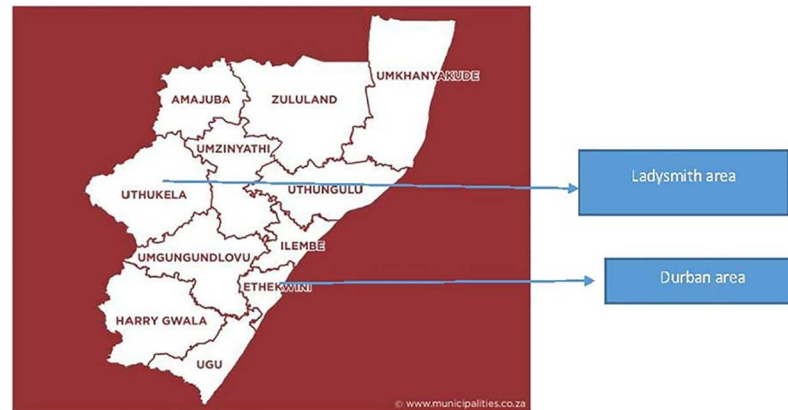 UMKHANYAKUDE
AMAJUBA
ZULULAND
UMZINYATHI
Ladysmith area
UTHUKELA
UTHUNGULU
ILEMBE
UMGUNGUNDLOVU
Durban area
ETHEKWINI
HARRY GWALA
UGU
© www.municipalities.co.za